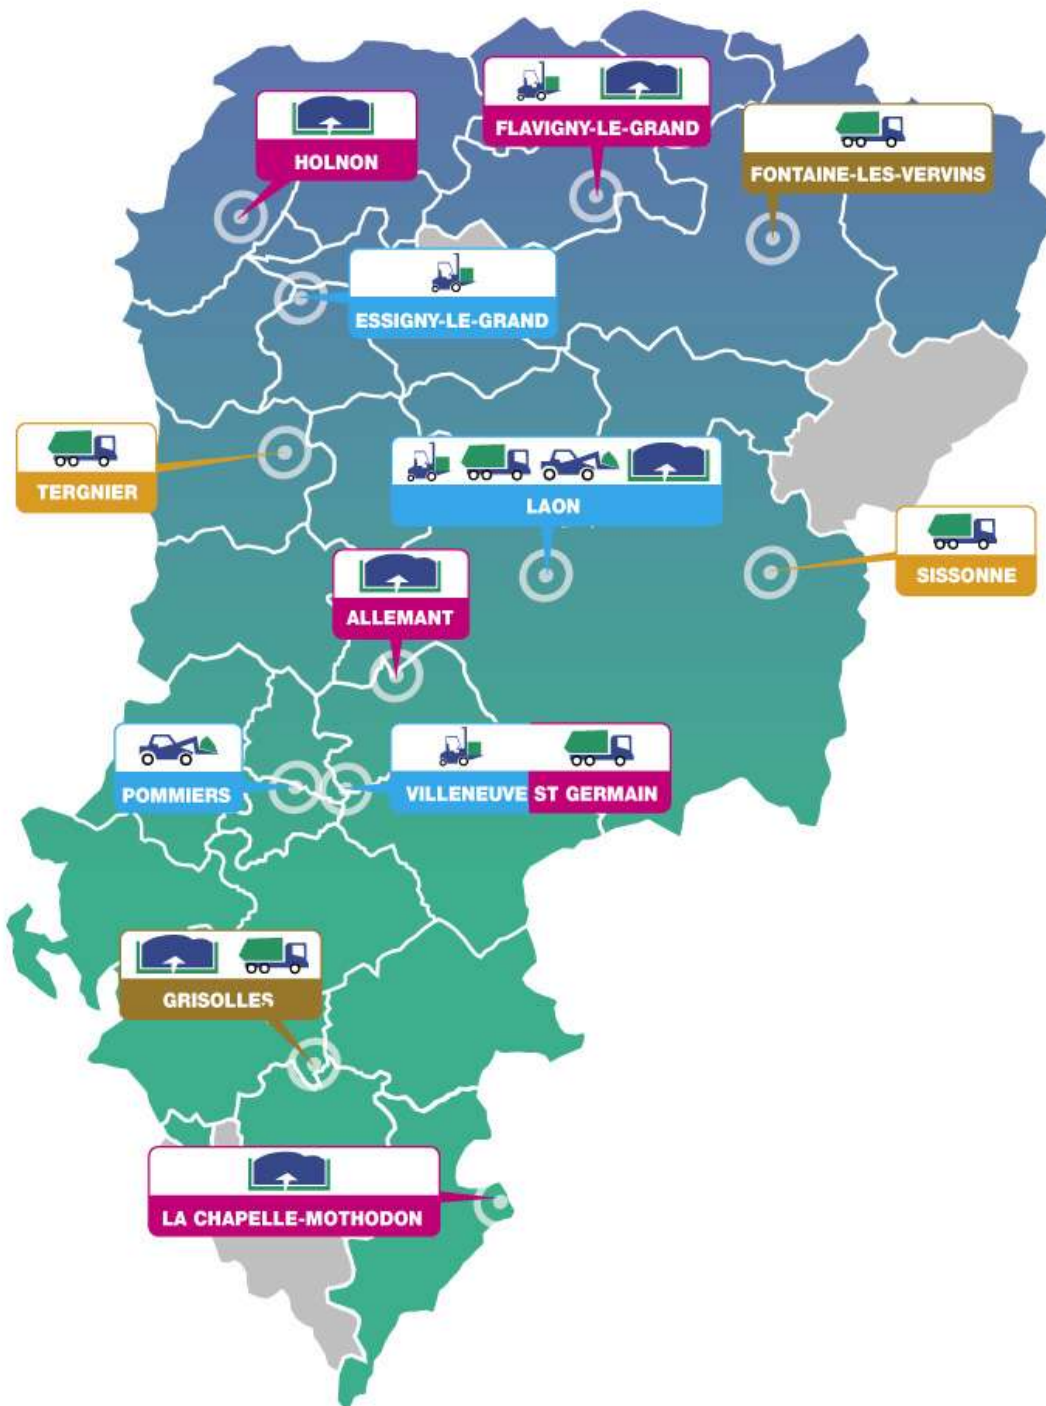 FLAVIGNY-LE-GRAND
HOLNON
FONTAINE-LES-VERVINS
ESSIGNY-LE-GRAND
TERGNIER
LAON
SISSONNE
ALLEMANT
POMMIERS
VILLENEUVE ST GERMAIN
GRISOLLES
LA CHAPELLE-MOTHODON